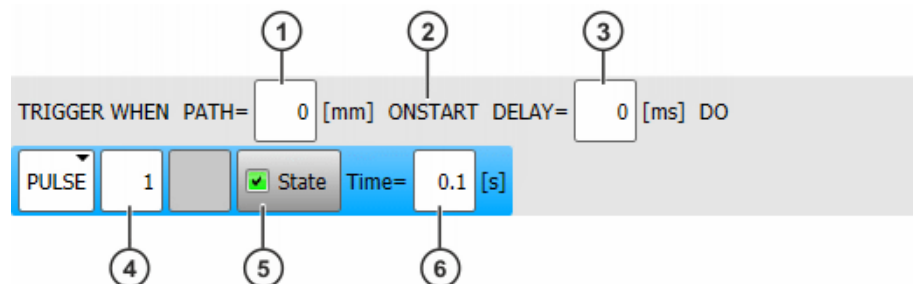 1 2 3
TRIGGER WHEN PATH= 0 [mm] ONSTART DELAY= 0 [ms] DO
PULSE 1 State Time= 0.1 [s]
4 5 6